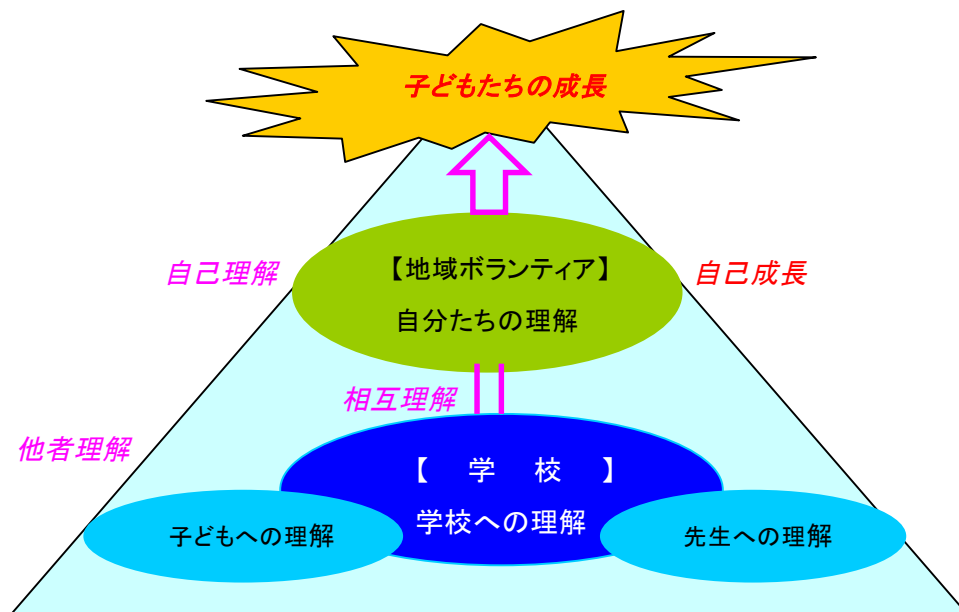 子どもたちの成長
自己理解
【地域ボランティア】
自分たちの理解
自己成長
相互理解
他者理解
【 学 校 】
学校への理解
子どもへの理解
先生への理解